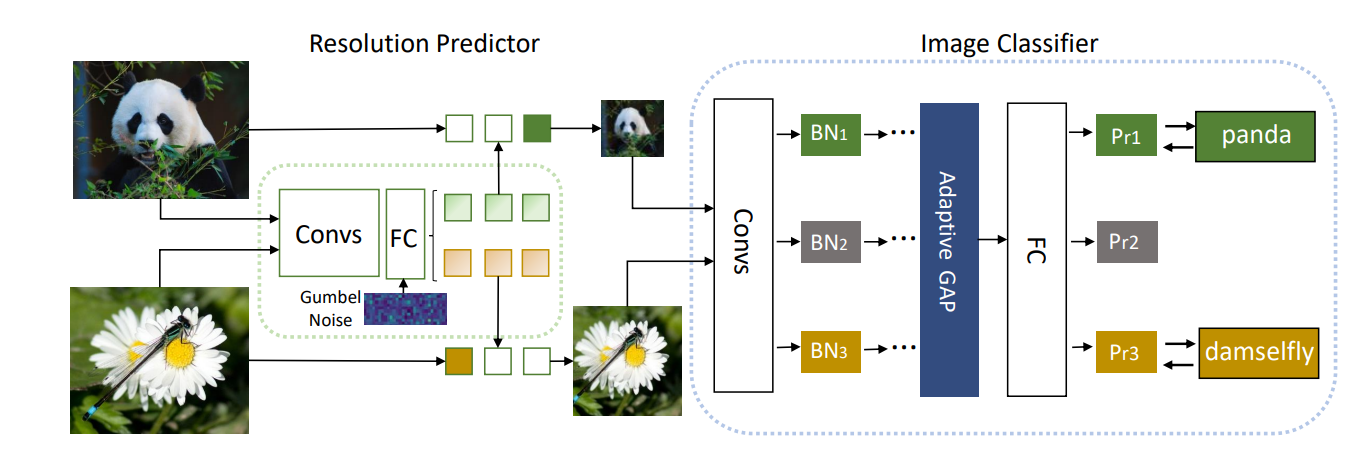 Resolution Predictor
Image Classifier
Convs
FC
Gumbel
Noise
Convs
BN1
BN2
BN3
...
...
...
Adaptive GAP
FC
Pr1
Pr2
Pr3
panda
damselfly